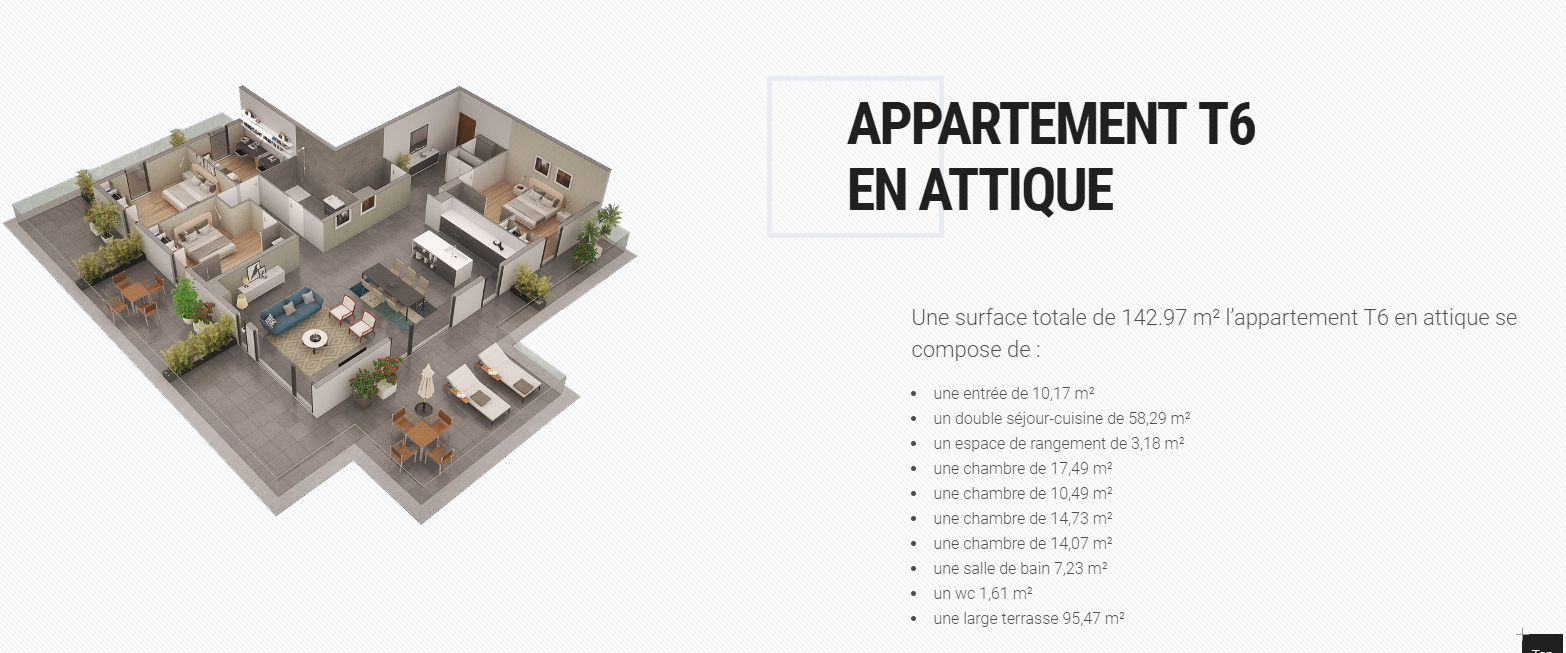 APPARTEMENT T6
EN ATTIQUE
Une surface totale de 142.97 m² l’appartement T6 en attique se
compose de :
une entrée de 10,17 m²
un double séjour-cuisine de 58,29 m²
un espace de rangement de 3,18 m²
une chambre de 17,49 m²
une chambre de 10,49 m²
une chambre de 14,73 m²
une chambre de 14,07 m²
une salle de bain 7,23 m²
un wc 1,61 m²
une large terrasse 95,47 m²